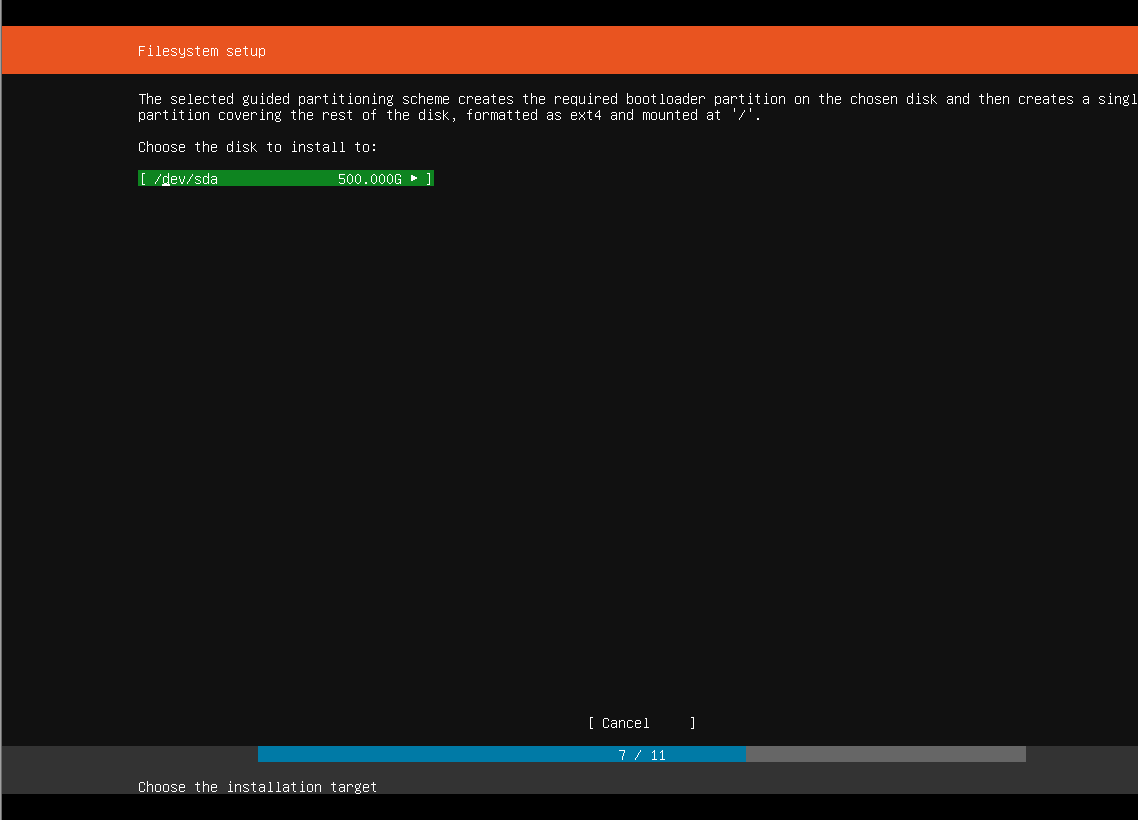 Filesystem setup
The selected guided partitioning scheme creates the required bootloader partition on the chosen disk and then creates a singl
partition covering the rest of the disk, formatted as ext4 and mounted at '/'.
Choose the disk to install to:
[ /dev/sda 500.000G ► ]
[ Cancel ]
7 / 11
Choose the installation target